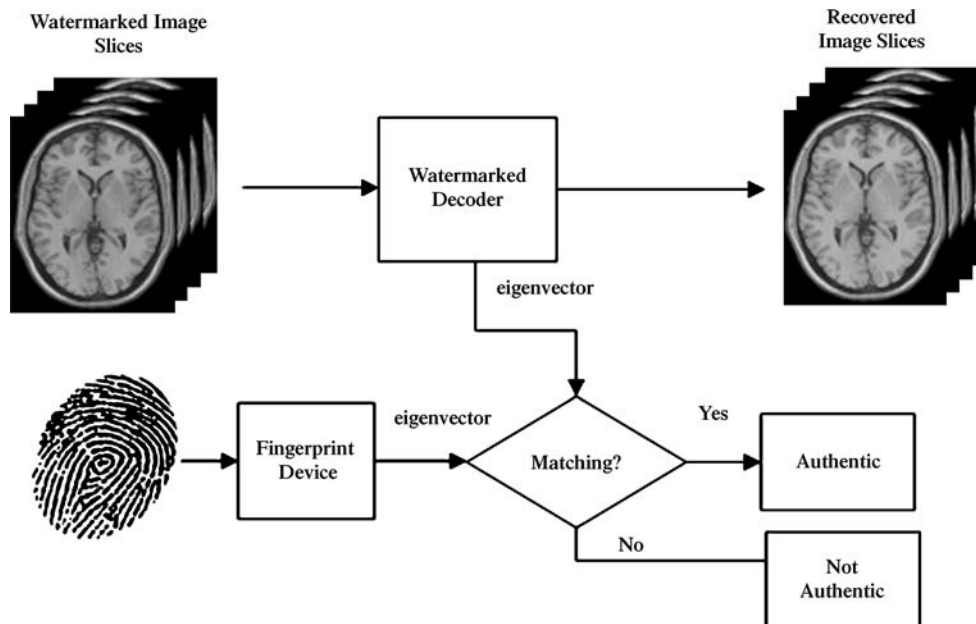 Watermarked Image
Slices
Recovered
Image Slices
Watermarked
Decoder
eigenvector
eigenvector
Fingerprint
Device
Matching?
Yes
Authentic
No
Not
Authentic